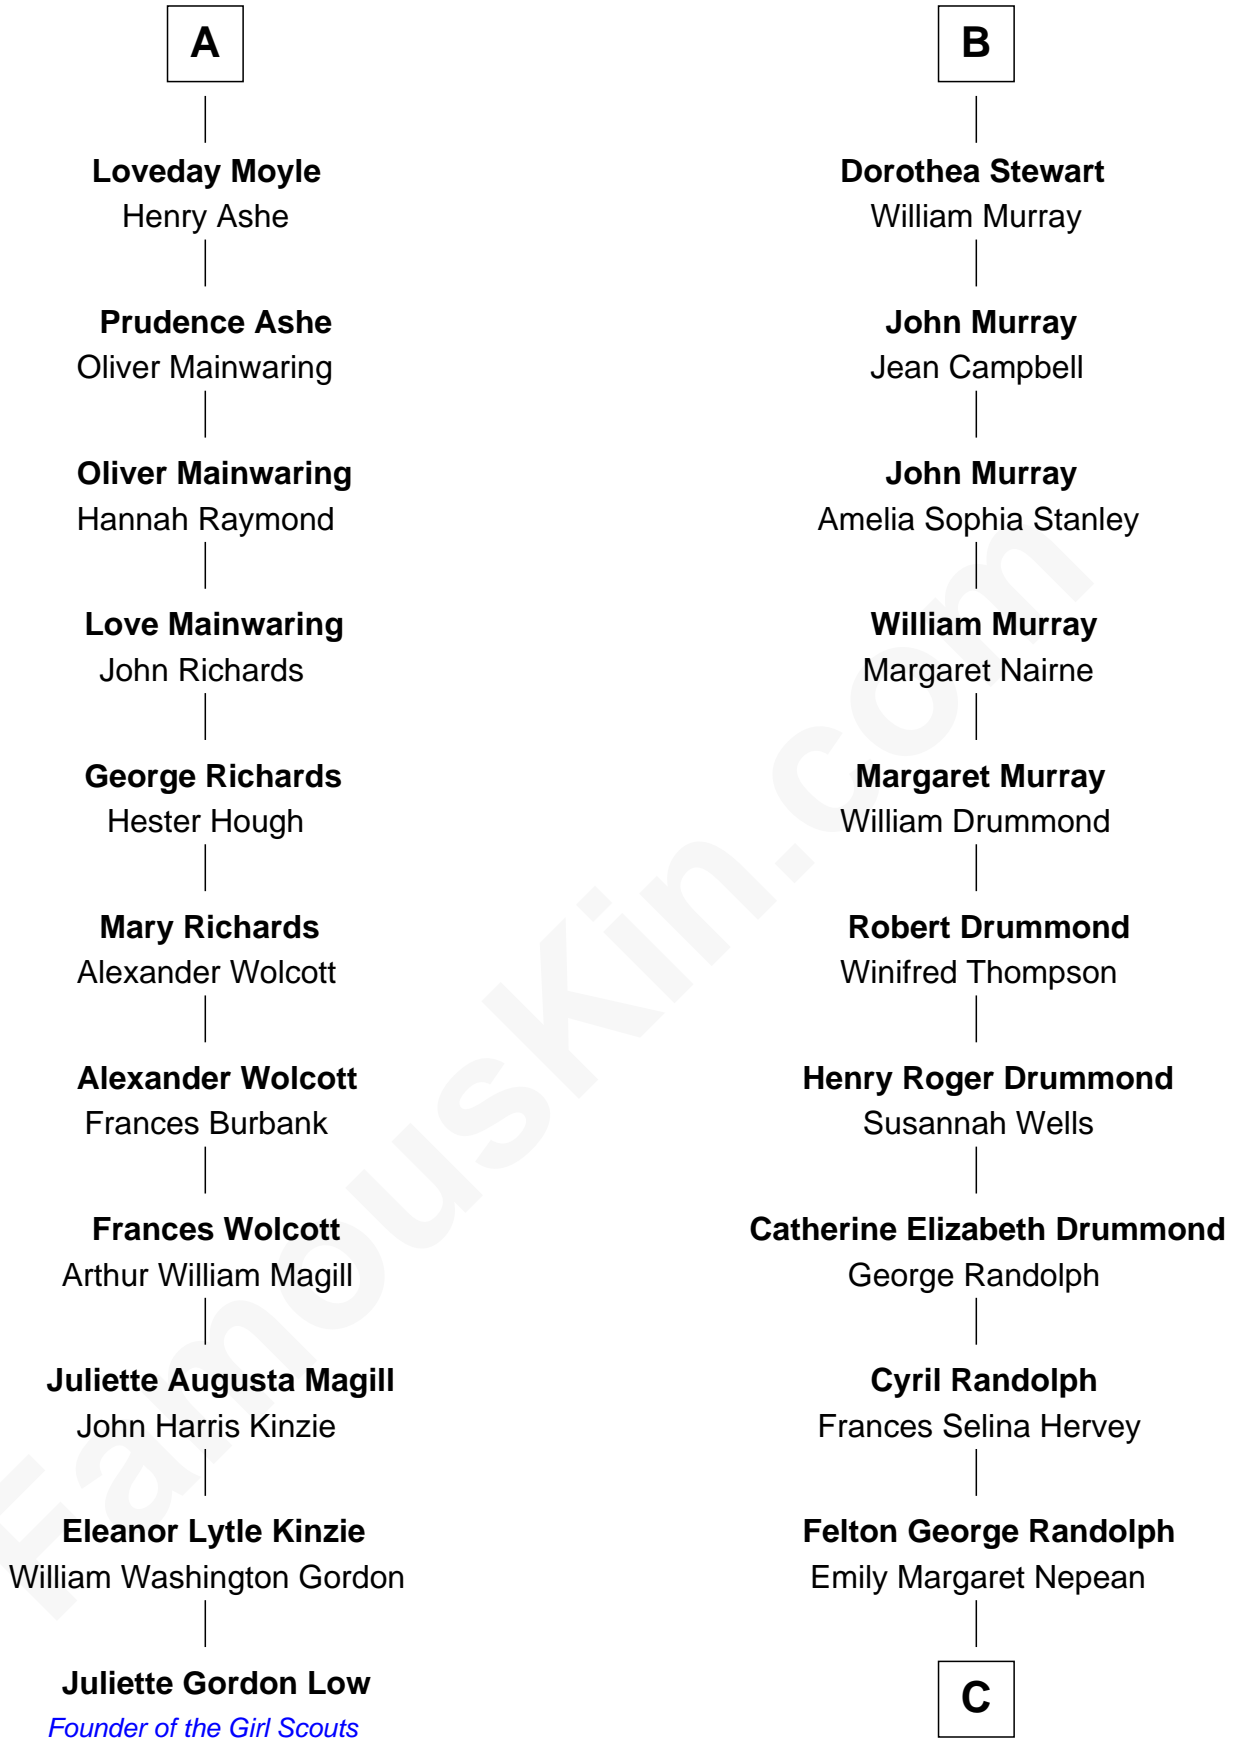 A
Loveday Moyle
Henry Ashe
Prudence Ashe
Oliver Mainwaring
Oliver Mainwaring
Hannah Raymond
Love Mainwaring
John Richards
George Richards
Hester Hough
Mary Richards
Alexander Wolcott
Alexander Wolcott
Frances Burbank
Frances Wolcott
Arthur William Magill
Juliette Augusta Magill
John Harris Kinzie
Eleanor Lytle Kinzie
William Washington Gordon
Juliette Gordon Low
Founder of the Girl Scouts
B
Dorothea Stewart
William Murray
John Murray
Jean Campbell
John Murray
Amelia Sophia Stanley
William Murray
Margaret Nairne
Margaret Murray
William Drummond
Robert Drummond
Winifred Thompson
Henry Roger Drummond
Susannah Wells
Catherine Elizabeth Drummond
George Randolph
Cyril Randolph
Frances Selina Hervey
Felton George Randolph
Emily Margaret Nepean
C
FamousKin.com